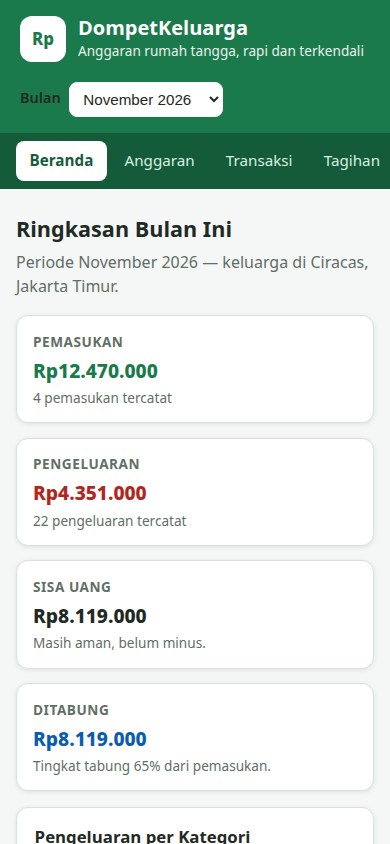 Rp
DompetKeluarga
Anggaran rumah tangga, rapi dan terkendali
Bulan
November 2026
Beranda
Anggaran
Transaksi
Tagihan
Ringkasan Bulan Ini
Periode November 2026 — keluarga di Ciracas,
Jakarta Timur.
PEMASUKAN
Rp12.470.000
4 pemasukan tercatat
PENGELUARAN
Rp4.351.000
22 pengeluaran tercatat
SISA UANG
Rp8.119.000
Masih aman, belum minus.
DITABUNG
Rp8.119.000
Tingkat tabung 65% dari pemasukan.
Pengeluaran per Kategori